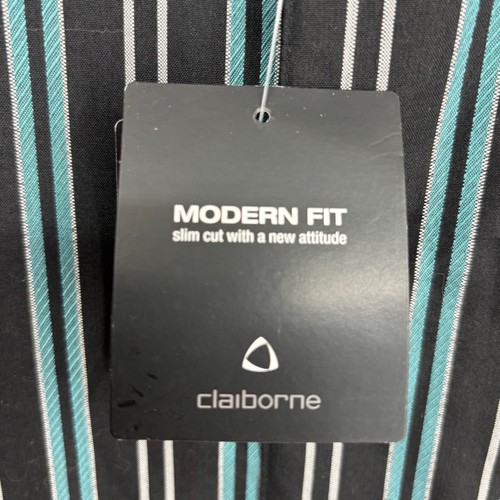 MODERN FIT
slim cut with a new attitude
claiborne